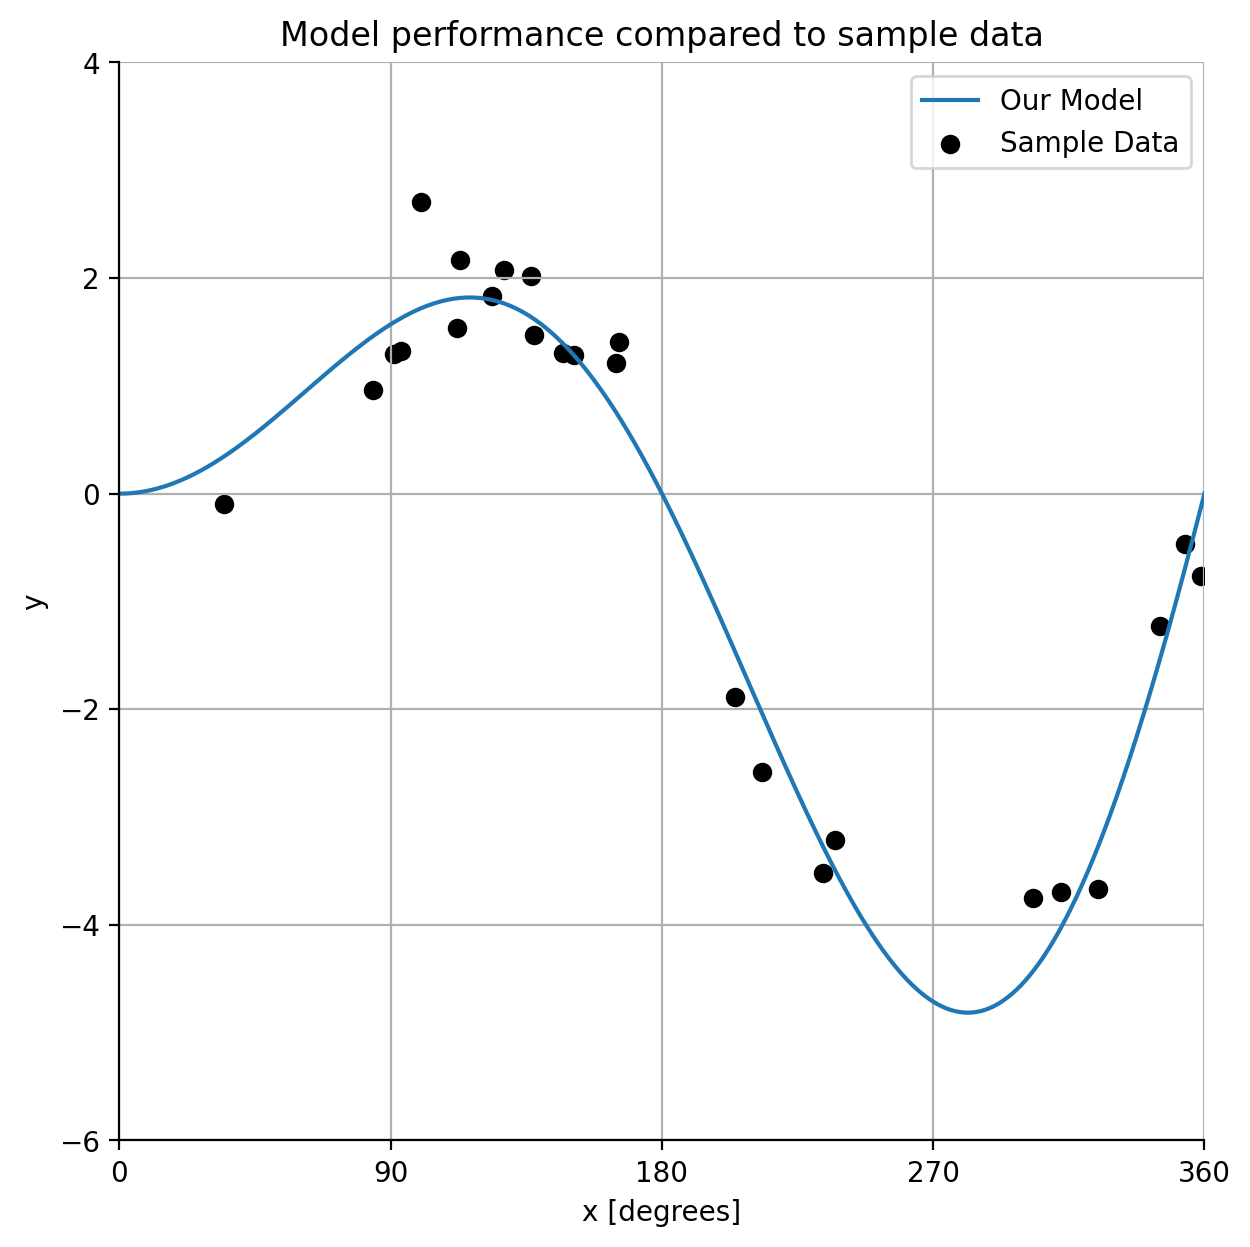 Model performance compared to sample data
4
2
0
−2
−4
−6
y
Our Model
Sample Data
0 90 180 270 360
x [degrees]